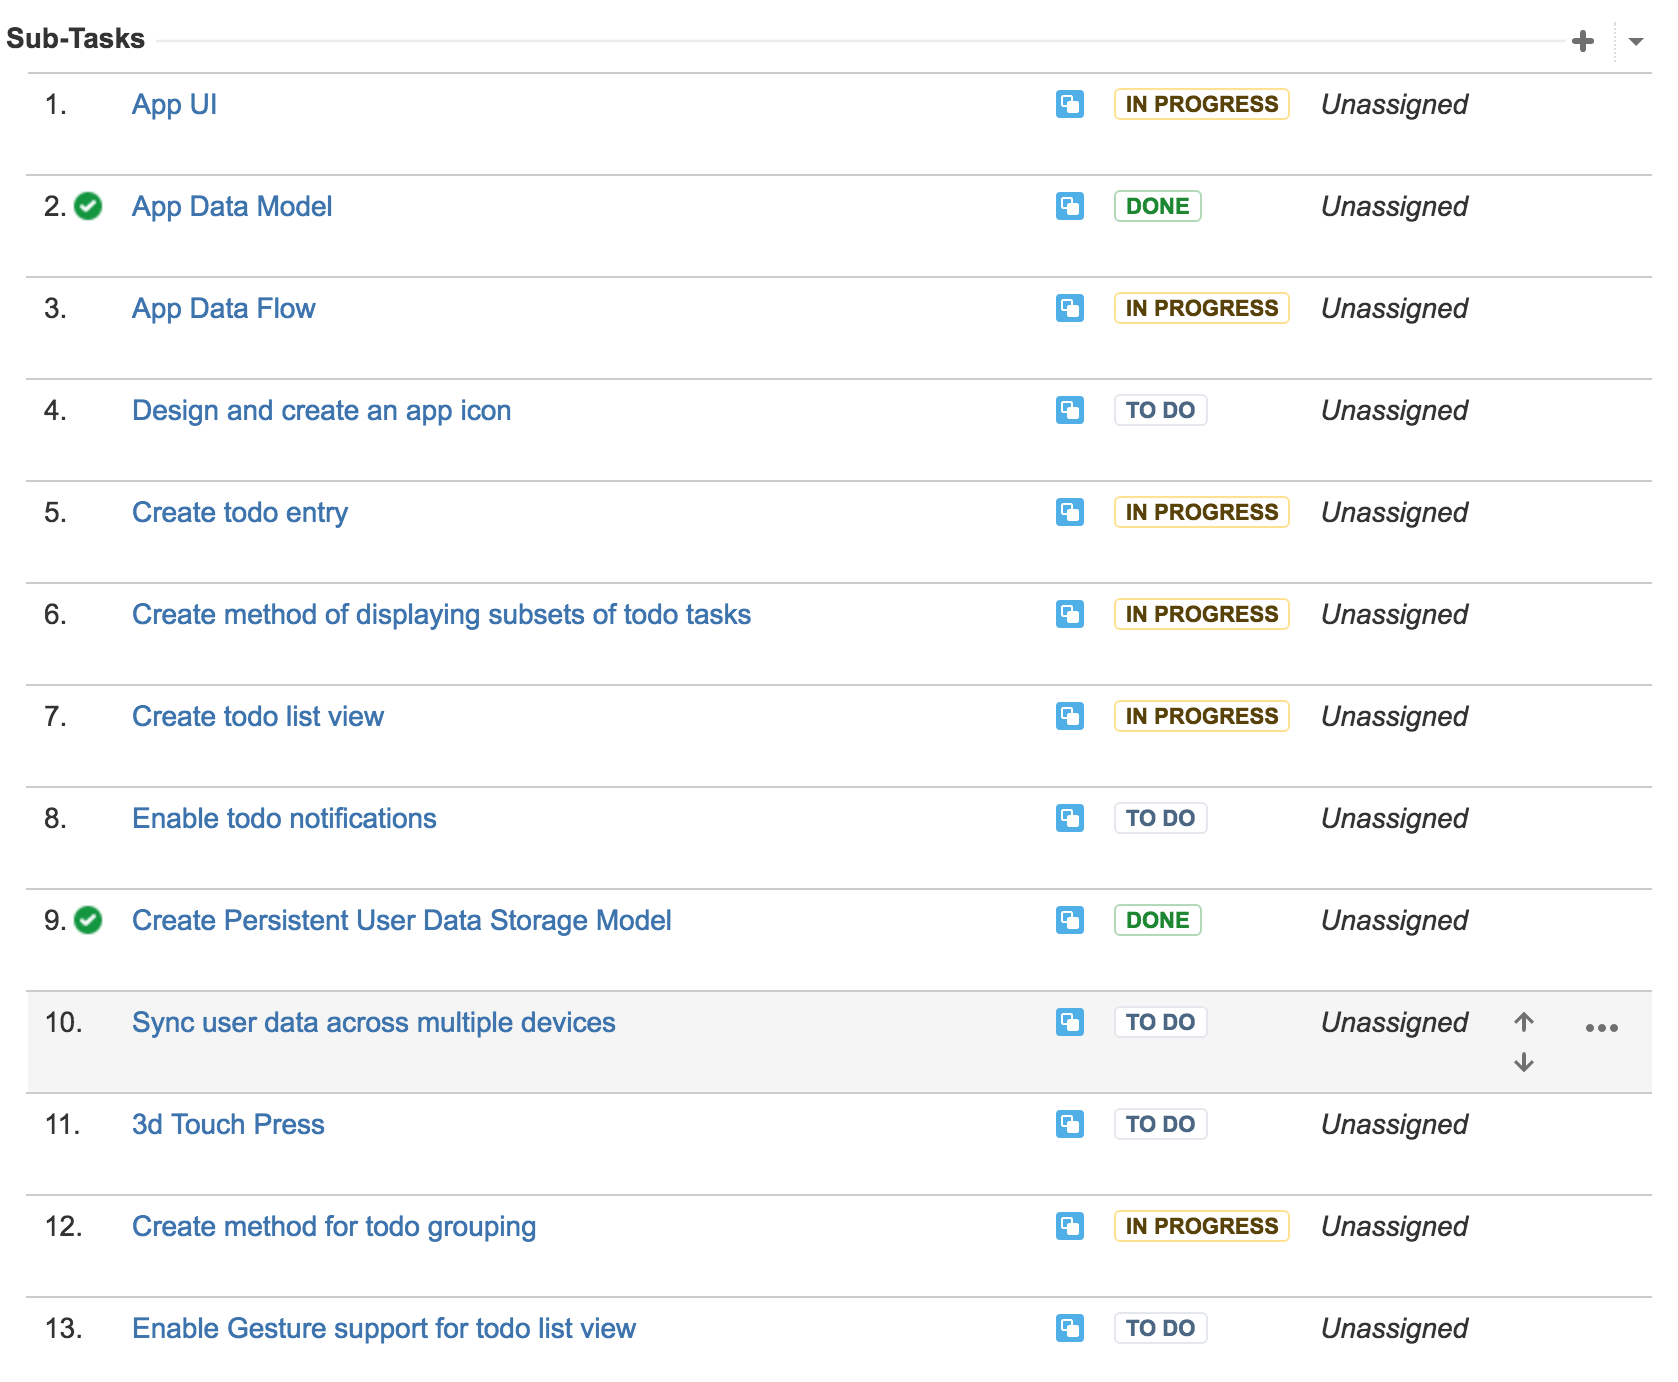 Sub-Tasks
1. App UI IN PROGRESS Unassigned
2. App Data Model DONE Unassigned
3. App Data Flow IN PROGRESS Unassigned
4. Design and create an app icon TO DO Unassigned
5. Create todo entry IN PROGRESS Unassigned
6. Create method of displaying subsets of todo tasks IN PROGRESS Unassigned
7. Create todo list view IN PROGRESS Unassigned
8. Enable todo notifications TO DO Unassigned
9. Create Persistent User Data Storage Model DONE Unassigned
10. Sync user data across multiple devices TO DO Unassigned
11. 3d Touch Press TO DO Unassigned
12. Create method for todo grouping IN PROGRESS Unassigned
13. Enable Gesture support for todo list view TO DO Unassigned